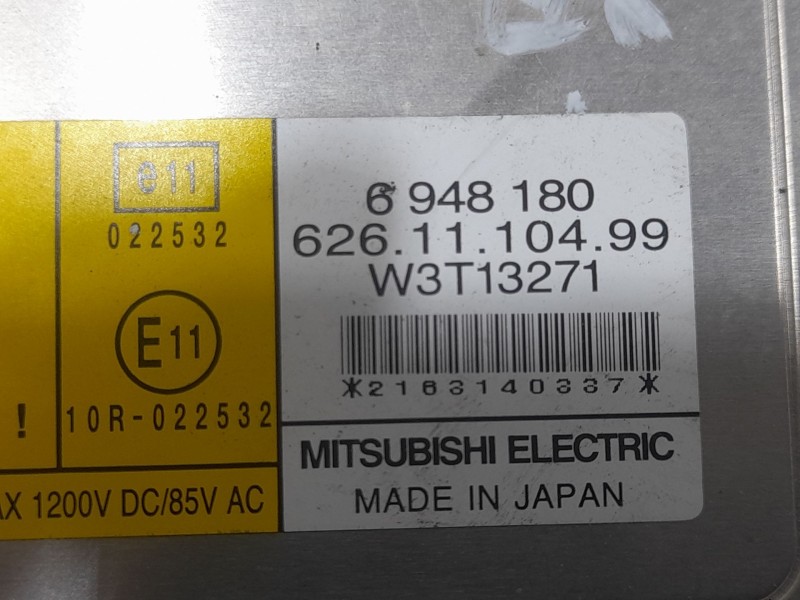 e11
022532
E11
10R-022532
!
AX 1200V DC/85V AC
6 948 180
626.11.104.99
W3T13271
*2163140337*
MITSUBISHI ELECTRIC
MADE IN JAPAN